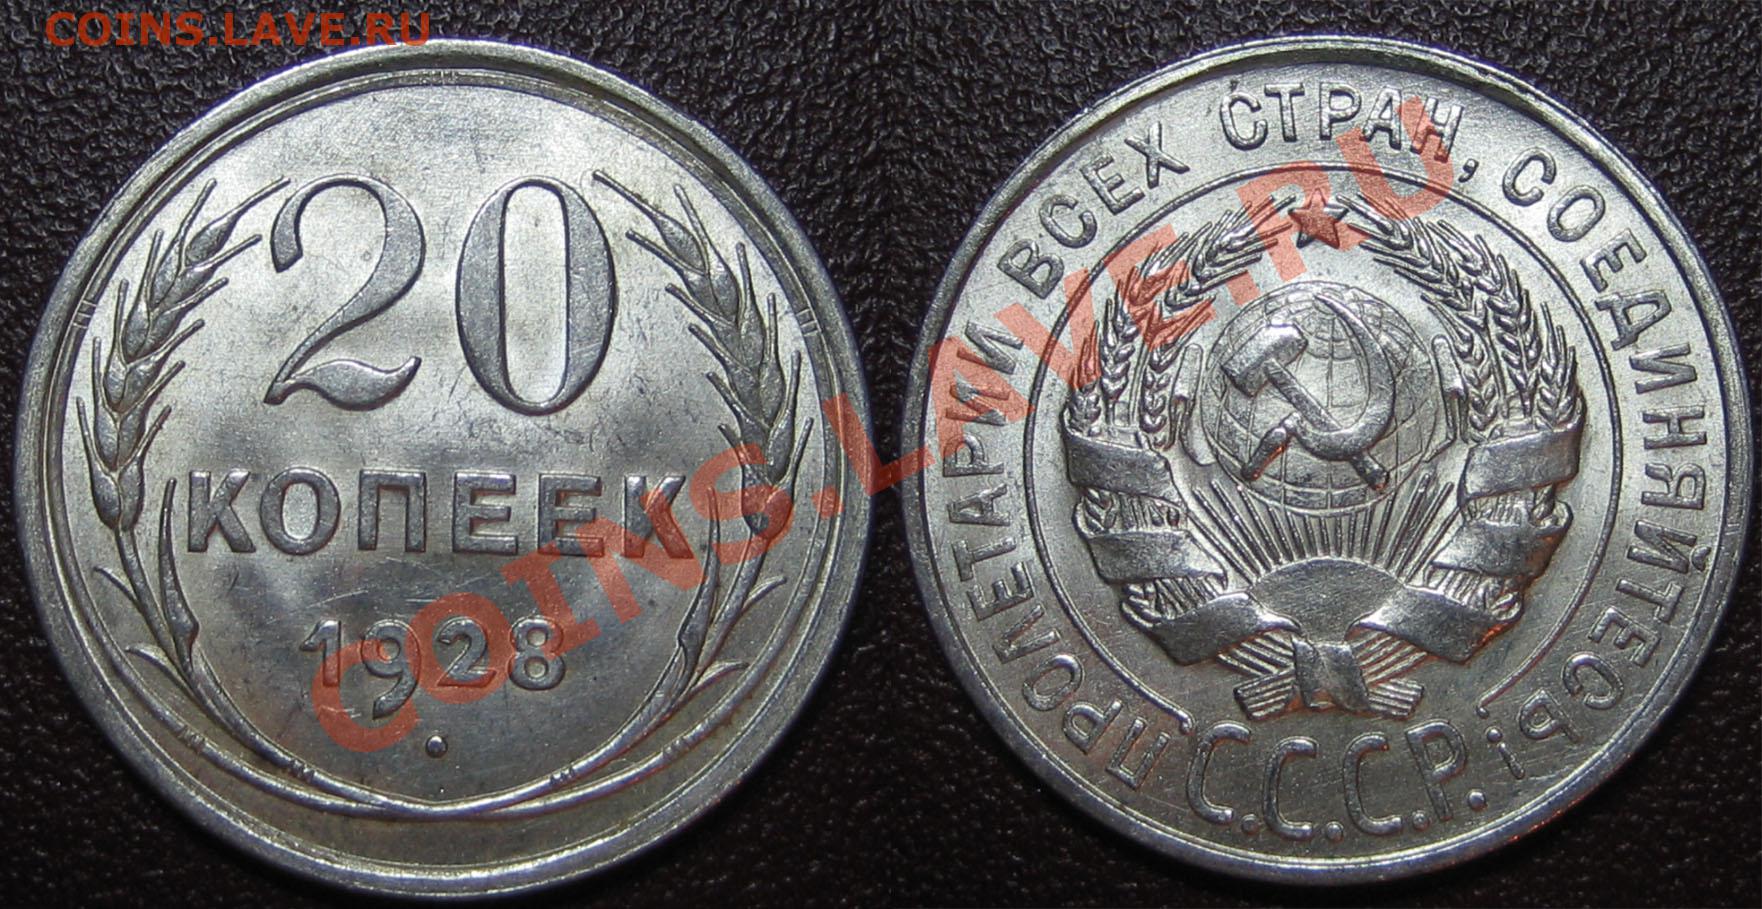 COINS.LAVE.RU
20
КОПЕЕК
1928
ПРОЛЕТАРИИ ВСЕХ СТРАН, СОЕДИНЯЙТЕСЬ!
С.С.С.Р.
COINS.LAVE.RU